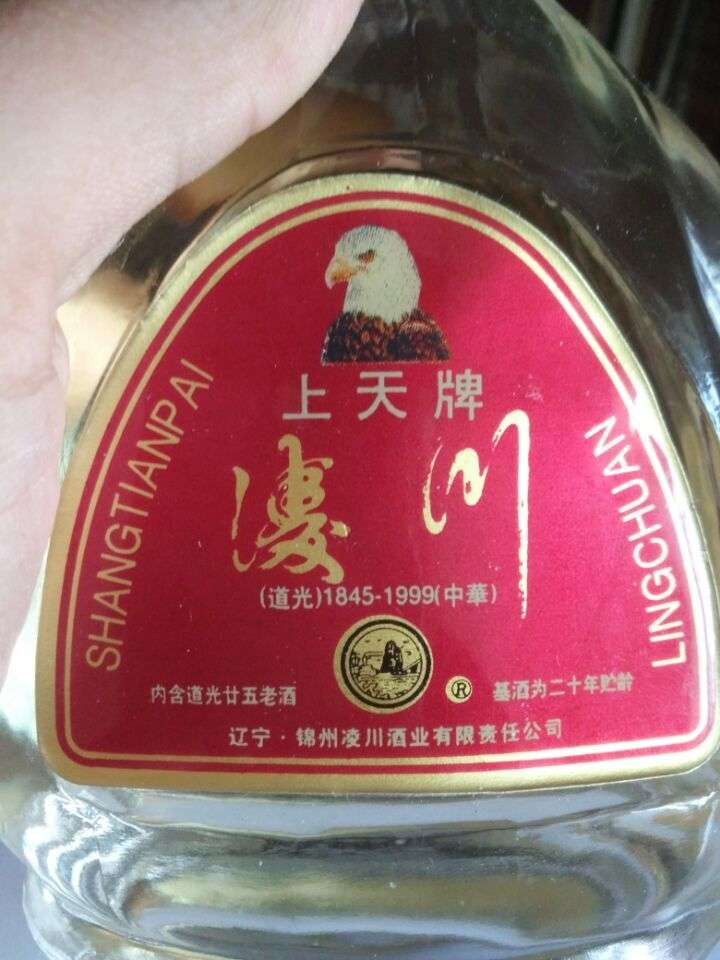 上天牌
SHANGTIANPAI
凌川
LINGCHUAN
(道光)1845-1999(中華)
®
内含道光廿五老酒
基酒为二十年贮龄
辽宁·锦州凌川酒业有限责任公司